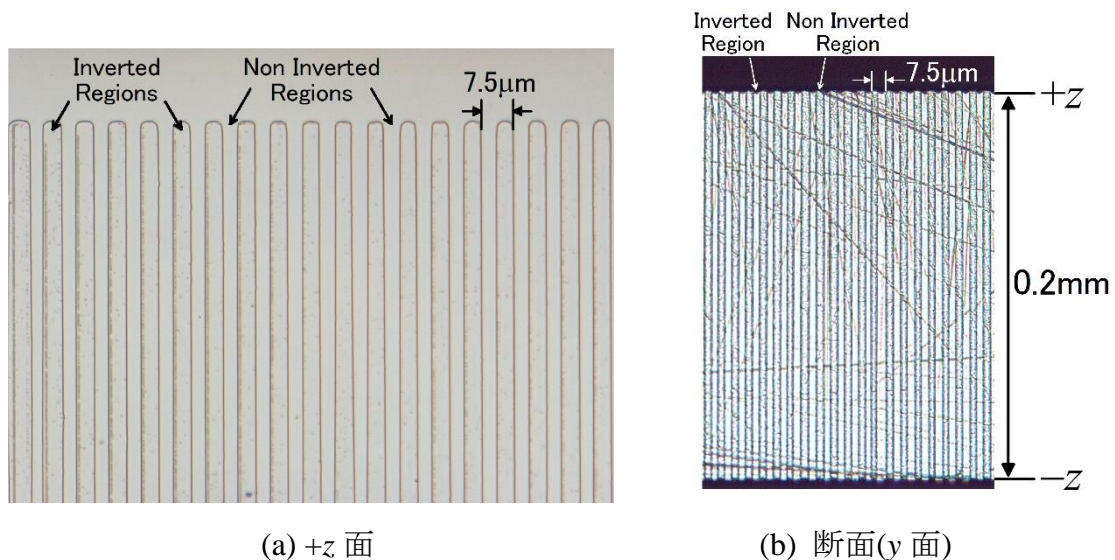 Inverted
Regions
Non Inverted
Regions
7.5μm
Inverted
Region
Non Inverted
Region
7.5μm
+z
0.2mm
−z
(a) +z 面
(b) 断面(y 面)